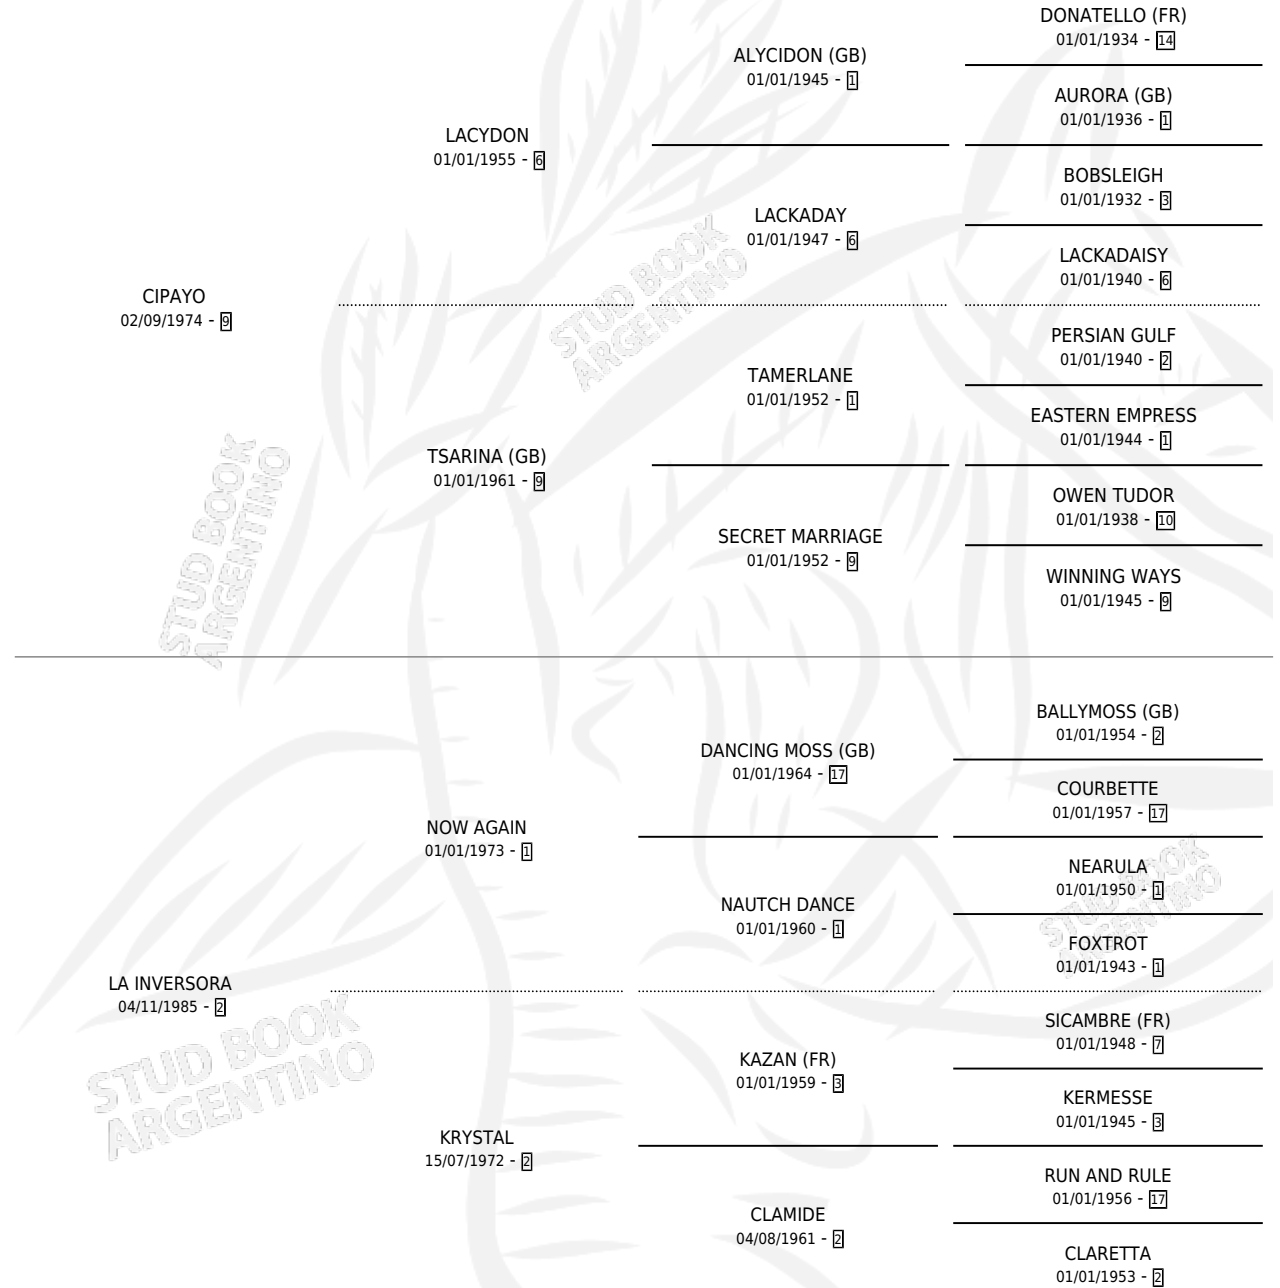 DONATELLO (FR)
01/01/1934 - 14
ALYCIDON (GB)
01/01/1945 - 1
AURORA (GB)
01/01/1936 - 1
LACYDON
01/01/1955 - 6
BOBSLEIGH
01/01/1932 - 3
LACKADAY
01/01/1947 - 6
LACKADAISY
01/01/1940 - 6
CIPAYO
02/09/1974 - 9
PERSIAN GULF
01/01/1940 - 2
TAMERLANE
01/01/1952 - 1
EASTERN EMPRESS
01/01/1944 - 1
TSARINA (GB)
01/01/1961 - 9
OWEN TUDOR
01/01/1938 - 10
SECRET MARRIAGE
01/01/1952 - 9
WINNING WAYS
01/01/1945 - 9
BALLYMOSS (GB)
01/01/1954 - 2
DANCING MOSS (GB)
01/01/1964 - 17
COURBETTE
01/01/1957 - 17
NOW AGAIN
01/01/1973 - 1
NEARULA
01/01/1950 - 1
NAUTCH DANCE
01/01/1960 - 1
FOXTROT
01/01/1943 - 1
LA INVERSORA
04/11/1985 - 2
SICAMBRE (FR)
01/01/1948 - 7
KAZAN (FR)
01/01/1959 - 3
KERMESSE
01/01/1945 - 3
KRYSTAL
15/07/1972 - 2
RUN AND RULE
01/01/1956 - 17
CLAMIDE
04/08/1961 - 2
CLARETTA
01/01/1953 - 2
STUD BOOK
ARGENTINO
STUD BOOK
ARGENTINO
STUD BOOK
ARGENTINO
STUD BOOK
ARGENTINO